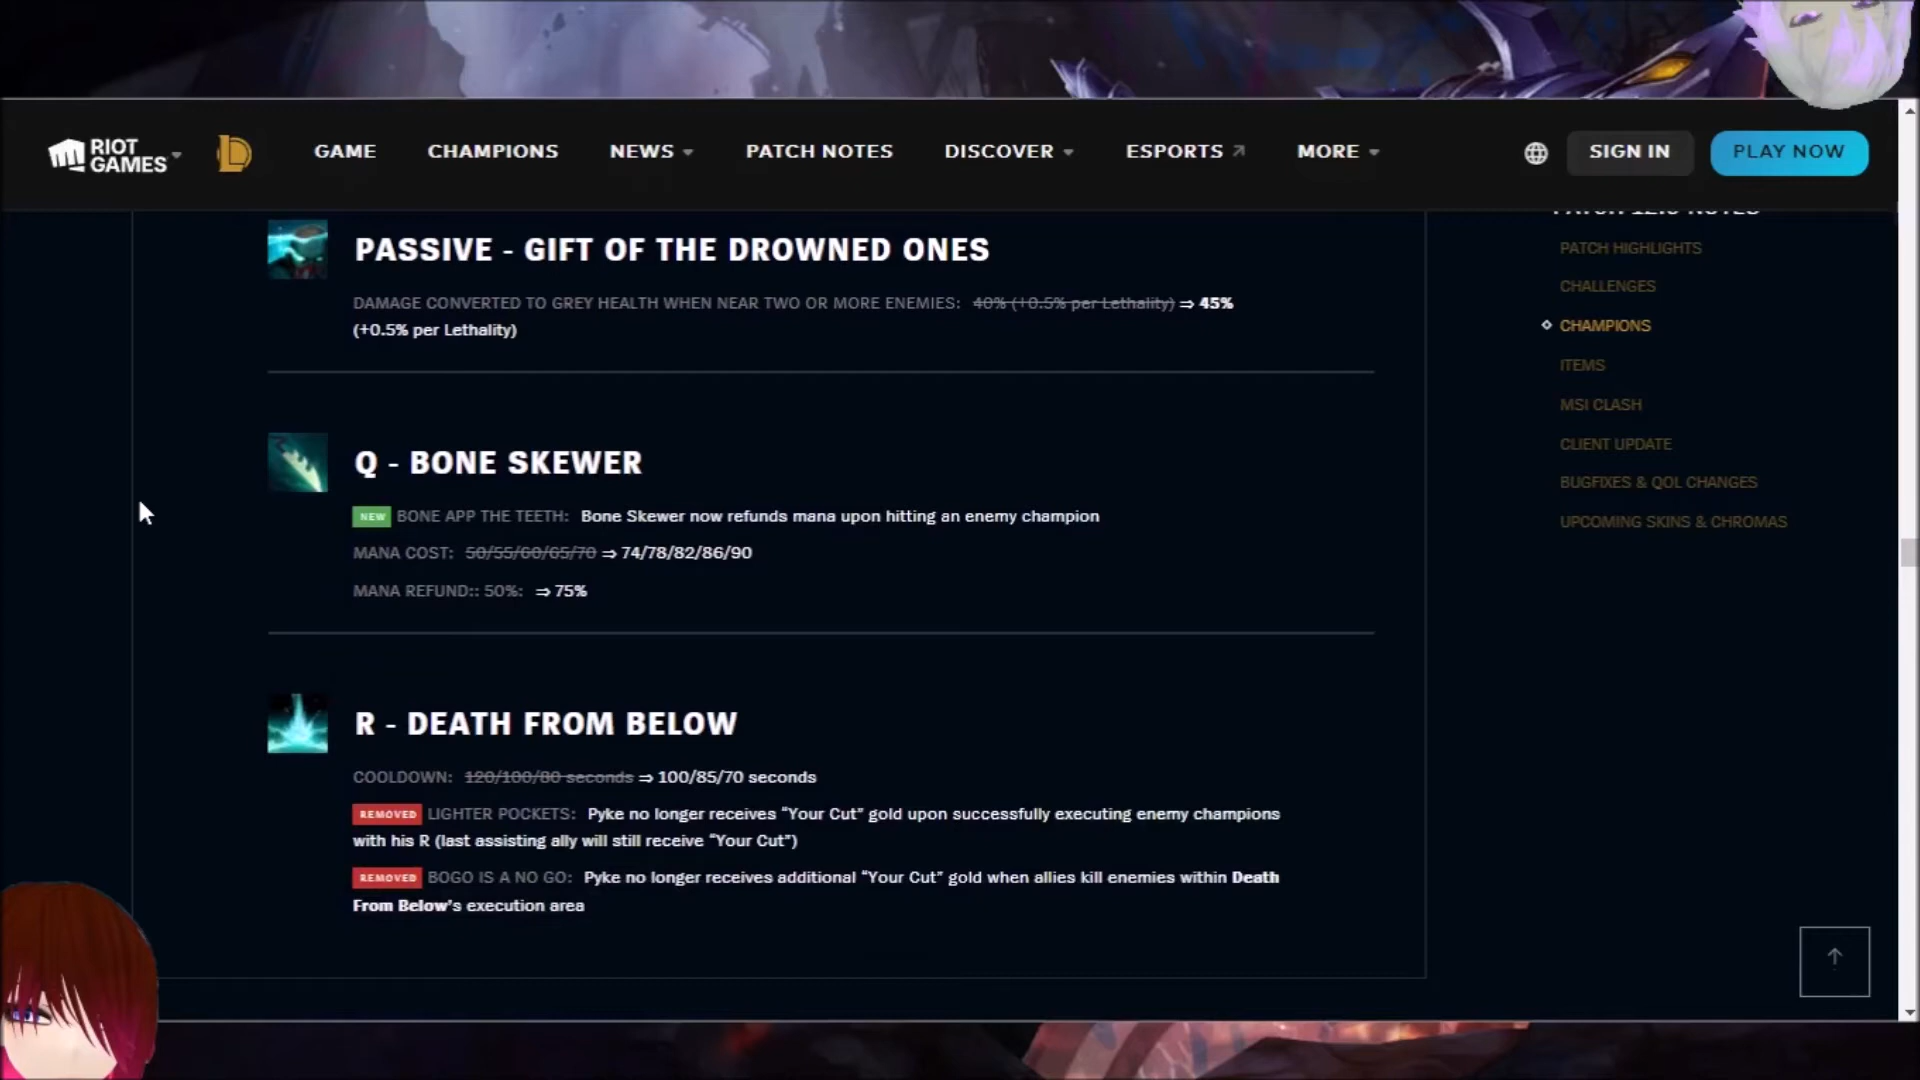 RIOT GAMES
GAME
CHAMPIONS
NEWS
PATCH NOTES
DISCOVER
ESPORTS
MORE
SIGN IN
PLAY NOW
PASSIVE - GIFT OF THE DROWNED ONES
DAMAGE CONVERTED TO GREY HEALTH WHEN NEAR TWO OR MORE ENEMIES: 40% (+0.5% per Lethality) ⇒ 45%
(+0.5% per Lethality)
Q - BONE SKEWER
NEW BONE APP THE TEETH: Bone Skewer now refunds mana upon hitting an enemy champion
MANA COST: 50/55/60/65/70 ⇒ 74/78/82/86/90
MANA REFUND:: 50%: ⇒ 75%
R - DEATH FROM BELOW
COOLDOWN: 120/100/80 seconds ⇒ 100/85/70 seconds
REMOVED LIGHTER POCKETS: Pyke no longer receives “Your Cut” gold upon successfully executing enemy champions
with his R (last assisting ally will still receive “Your Cut”)
REMOVED BOGO IS A NO GO: Pyke no longer receives additional “Your Cut” gold when allies kill enemies within Death
From Below's execution area
PATCH HIGHLIGHTS
CHALLENGES
CHAMPIONS
ITEMS
MSI CLASH
CLIENT UPDATE
BUGFIXES & QOL CHANGES
UPCOMING SKINS & CHROMAS